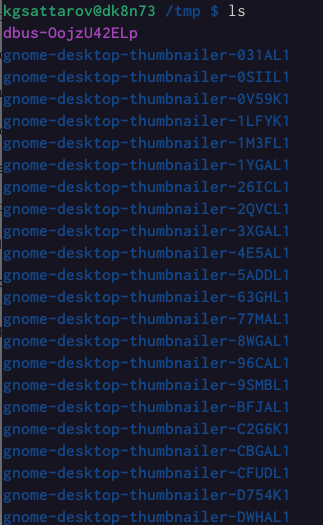 kgsattarov@dk8n73 /tmp $ ls
dbus-OojzU42ELp
gnome-desktop-thumbnailer-031AL1
gnome-desktop-thumbnailer-0SIIL1
gnome-desktop-thumbnailer-0V59K1
gnome-desktop-thumbnailer-1LFYK1
gnome-desktop-thumbnailer-1M3FL1
gnome-desktop-thumbnailer-1YGAL1
gnome-desktop-thumbnailer-26ICL1
gnome-desktop-thumbnailer-2QVCL1
gnome-desktop-thumbnailer-3XGAL1
gnome-desktop-thumbnailer-4E5AL1
gnome-desktop-thumbnailer-5ADDL1
gnome-desktop-thumbnailer-63GHL1
gnome-desktop-thumbnailer-77MAL1
gnome-desktop-thumbnailer-8WGAL1
gnome-desktop-thumbnailer-96CAL1
gnome-desktop-thumbnailer-9SMBL1
gnome-desktop-thumbnailer-BFJAL1
gnome-desktop-thumbnailer-C2G6K1
gnome-desktop-thumbnailer-CBGAL1
gnome-desktop-thumbnailer-CFUDL1
gnome-desktop-thumbnailer-D754K1
gnome-desktop-thumbnailer-DWHAL1